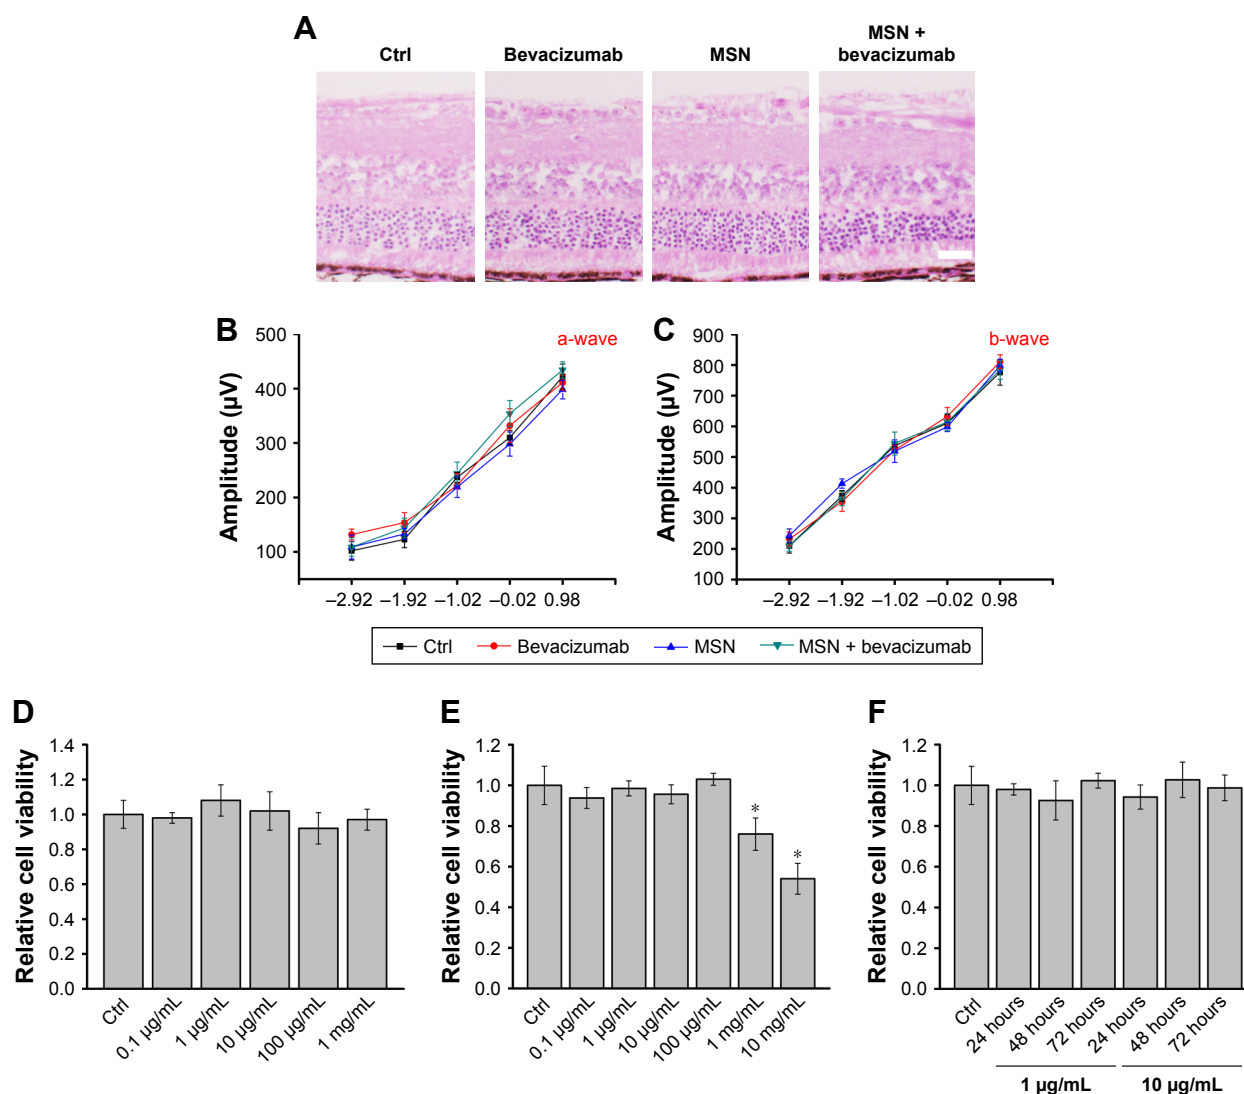 A
Ctrl
Bevacizumab
MSN
MSN +
bevacizumab
B
a-wave
Amplitude (µV)
500
400
300
200
100
–2.92
–1.92
–1.02
–0.02
0.98
C
b-wave
Amplitude (µV)
900
800
700
600
500
400
300
200
100
–2.92
–1.92
–1.02
–0.02
0.98
Ctrl
Bevacizumab
MSN
MSN + bevacizumab
D
Relative cell viability
1.4
1.2
1.0
0.8
0.6
0.4
0.2
0.0
Ctrl
0.1 µg/mL
1 µg/mL
10 µg/mL
100 µg/mL
1 mg/mL
E
Relative cell viability
1.2
1.0
0.8
0.6
0.4
0.2
0.0
*
*
Ctrl
0.1 µg/mL
1 µg/mL
10 µg/mL
100 µg/mL
1 mg/mL
10 mg/mL
F
Relative cell viability
1.2
1.0
0.8
0.6
0.4
0.2
0.0
Ctrl
24 hours
48 hours
72 hours
24 hours
48 hours
72 hours
1 µg/mL
10 µg/mL